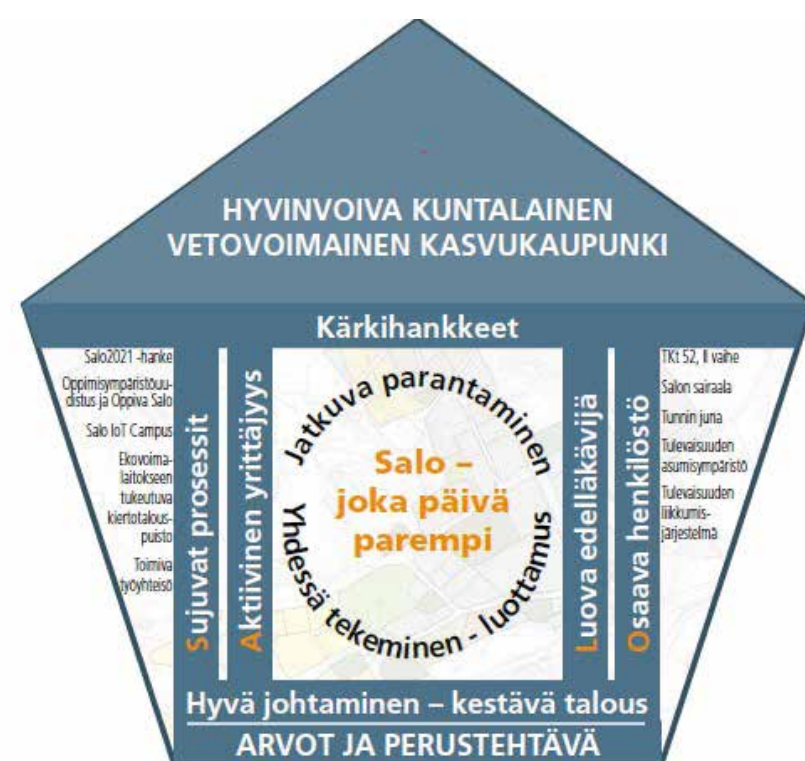 HYVINVOIVA KUNTALAINEN
VETOVOIMAINEN KASVUKAUPUNKI
Kärkihankkeet
Salo2021 -hanke
Oppimisympäristöuu-
distus ja Oppiva Salo
Salo IoT Campus
Ekovoima-
laitokseen
tukeutuva
kiertotalous-
puisto
Toimiva
työyhteisö
Sujuvat prosessit
Aktiivinen yrittäjyys
Jatkuva parantaminen
Salo –
joka päivä
parempi
Yhdessä tekeminen - luottamus
Luova edelläkävijä
Osaava henkilöstö
TKt 52, II vaihe
Salon sairaala
Tunnin juna
Tulevaisuuden
asumisympäristö
Tulevaisuuden
liikkumis-
järjestelmä
Hyvä johtaminen – kestävä talous
ARVOT JA PERUSTEHTÄVÄ